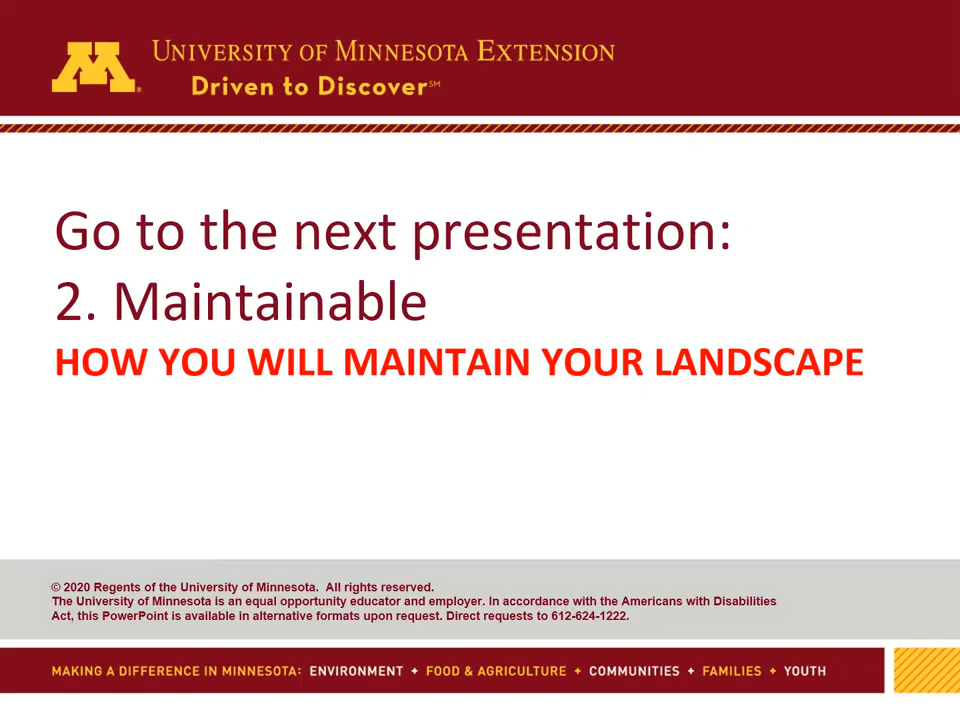 M®
UNIVERSITY OF MINNESOTA EXTENSION
Driven to Discover℠
Go to the next presentation:
2. Maintainable
HOW YOU WILL MAINTAIN YOUR LANDSCAPE
© 2020 Regents of the University of Minnesota.  All rights reserved.
The University of Minnesota is an equal opportunity educator and employer. In accordance with the Americans with Disabilities
Act, this PowerPoint is available in alternative formats upon request. Direct requests to 612-624-1222.
MAKING A DIFFERENCE IN MINNESOTA: ENVIRONMENT + FOOD & AGRICULTURE + COMMUNITIES + FAMILIES + YOUTH